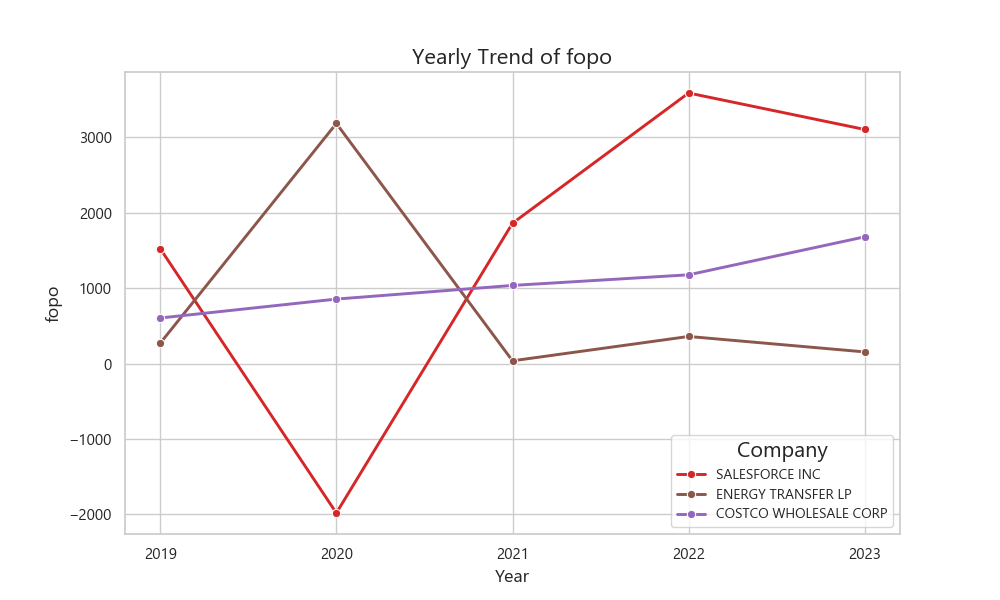 Yearly Trend of fopo
fopo
3000
2000
1000
0
−1000
−2000
2019 2020 2021 2022 2023
Year
Company
SALESFORCE INC
ENERGY TRANSFER LP
COSTCO WHOLESALE CORP